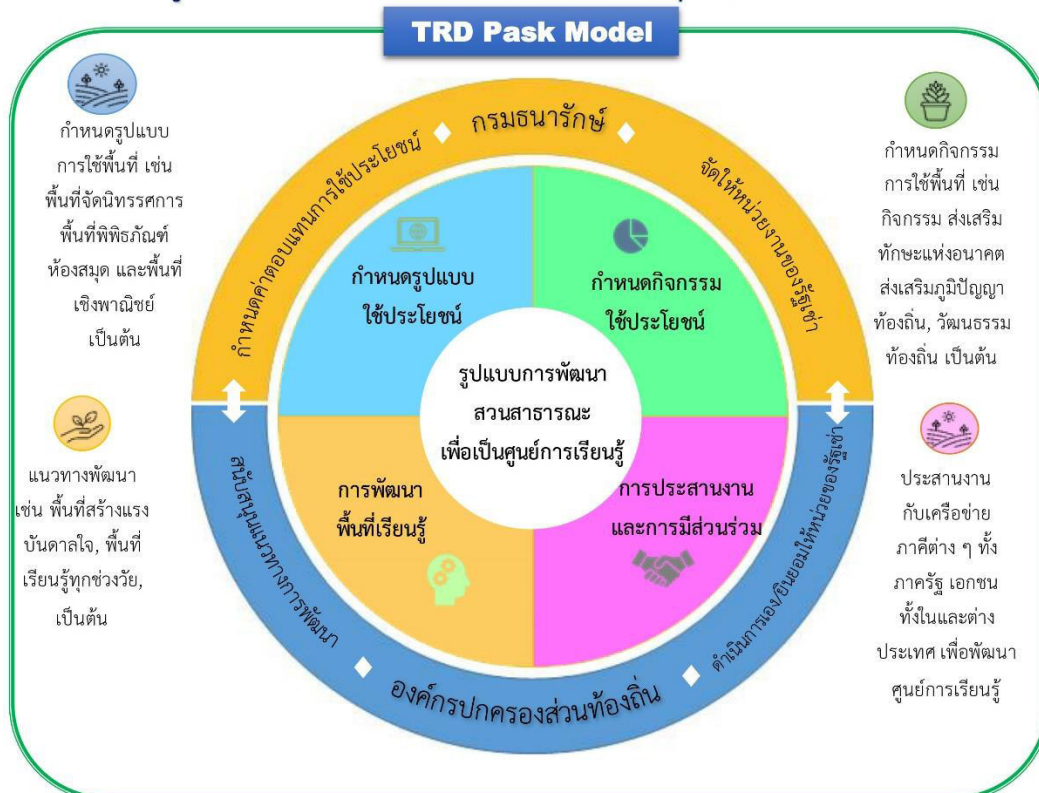 TRD Pask Model
กำหนดรูปแบบ
การใช้พื้นที่ เช่น
พื้นที่จัดนิทรรศการ
พื้นที่พิพิธภัณฑ์
ห้องสมุด และพื้นที่
เชิงพาณิชย์
เป็นต้น
แนวทางพัฒนา
เช่น พื้นที่สร้างแรง
บันดาลใจ, พื้นที่
เรียนรู้ทุกช่วงวัย,
เป็นต้น
กำหนดค่าตอบแทนการใช้ประโยชน์
กรมธนารักษ์
จัดให้หน่วยงานของรัฐเช่า
กำหนดรูปแบบ
ใช้ประโยชน์
กำหนดกิจกรรม
ใช้ประโยชน์
รูปแบบการพัฒนา
สวนสาธารณะ
เพื่อเป็นศูนย์การเรียนรู้
การพัฒนา
พื้นที่เรียนรู้
การประสานงาน
และการมีส่วนร่วม
สนับสนุนแนวทางการพัฒนา
องค์กรปกครองส่วนท้องถิ่น
ดำเนินการเอง/ยินยอมให้หน่วยของรัฐเช่า
กำหนดกิจกรรม
การใช้พื้นที่ เช่น
กิจกรรม ส่งเสริม
ทักษะแห่งอนาคต
ส่งเสริมภูมิปัญญา
ท้องถิ่น, วัฒนธรรม
ท้องถิ่น เป็นต้น
ประสานงาน
กับเครือข่าย
ภาคีต่าง ๆ ทั้ง
ภาครัฐ เอกชน
ทั้งในและต่าง
ประเทศ เพื่อพัฒนา
ศูนย์การเรียนรู้